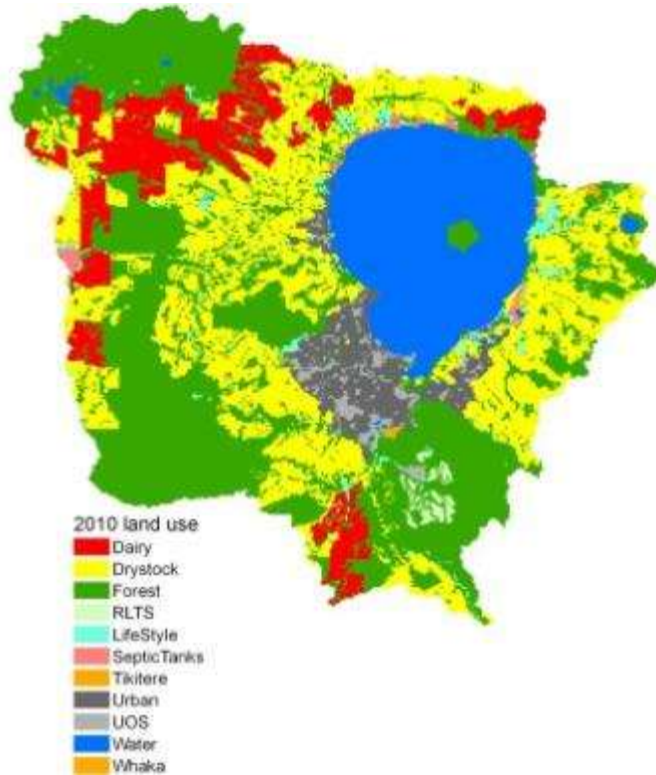 2010 land use
Dairy
Drystock
Forest
RLTS
LifeStyle
SepticTanks
Tikitere
Urban
UOS
Water
Whaka